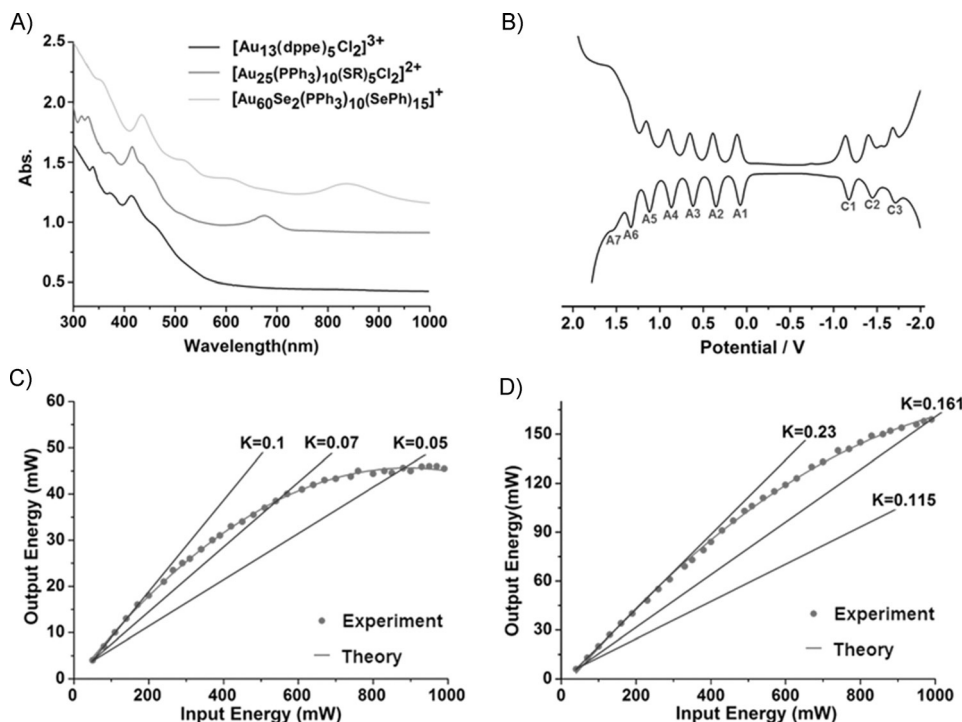 A)
[Au13(dppe)5Cl2]3+
[Au25(PPh3)10(SR)5Cl2]2+
[Au60Se2(PPh3)10(SePh)15]+
2.5
2.0
1.5
1.0
0.5
Abs.
300 400 500 600 700 800 900 1000
Wavelength(nm)
B)
A7 A6 A5 A4 A3 A2 A1 C1 C2 C3
2.0 1.5 1.0 0.5 0.0 -0.5 -1.0 -1.5 -2.0
Potential / V
C)
60
50
40
30
20
10
0
Output Energy (mW)
K=0.1 K=0.07 K=0.05
Experiment
Theory
0 200 400 600 800 1000
Input Energy (mW)
D)
150
120
90
60
30
0
Output Energy(mW)
K=0.23
K=0.161
K=0.115
Experiment
Theory
0 200 400 600 800 1000
Input Energy (mW)